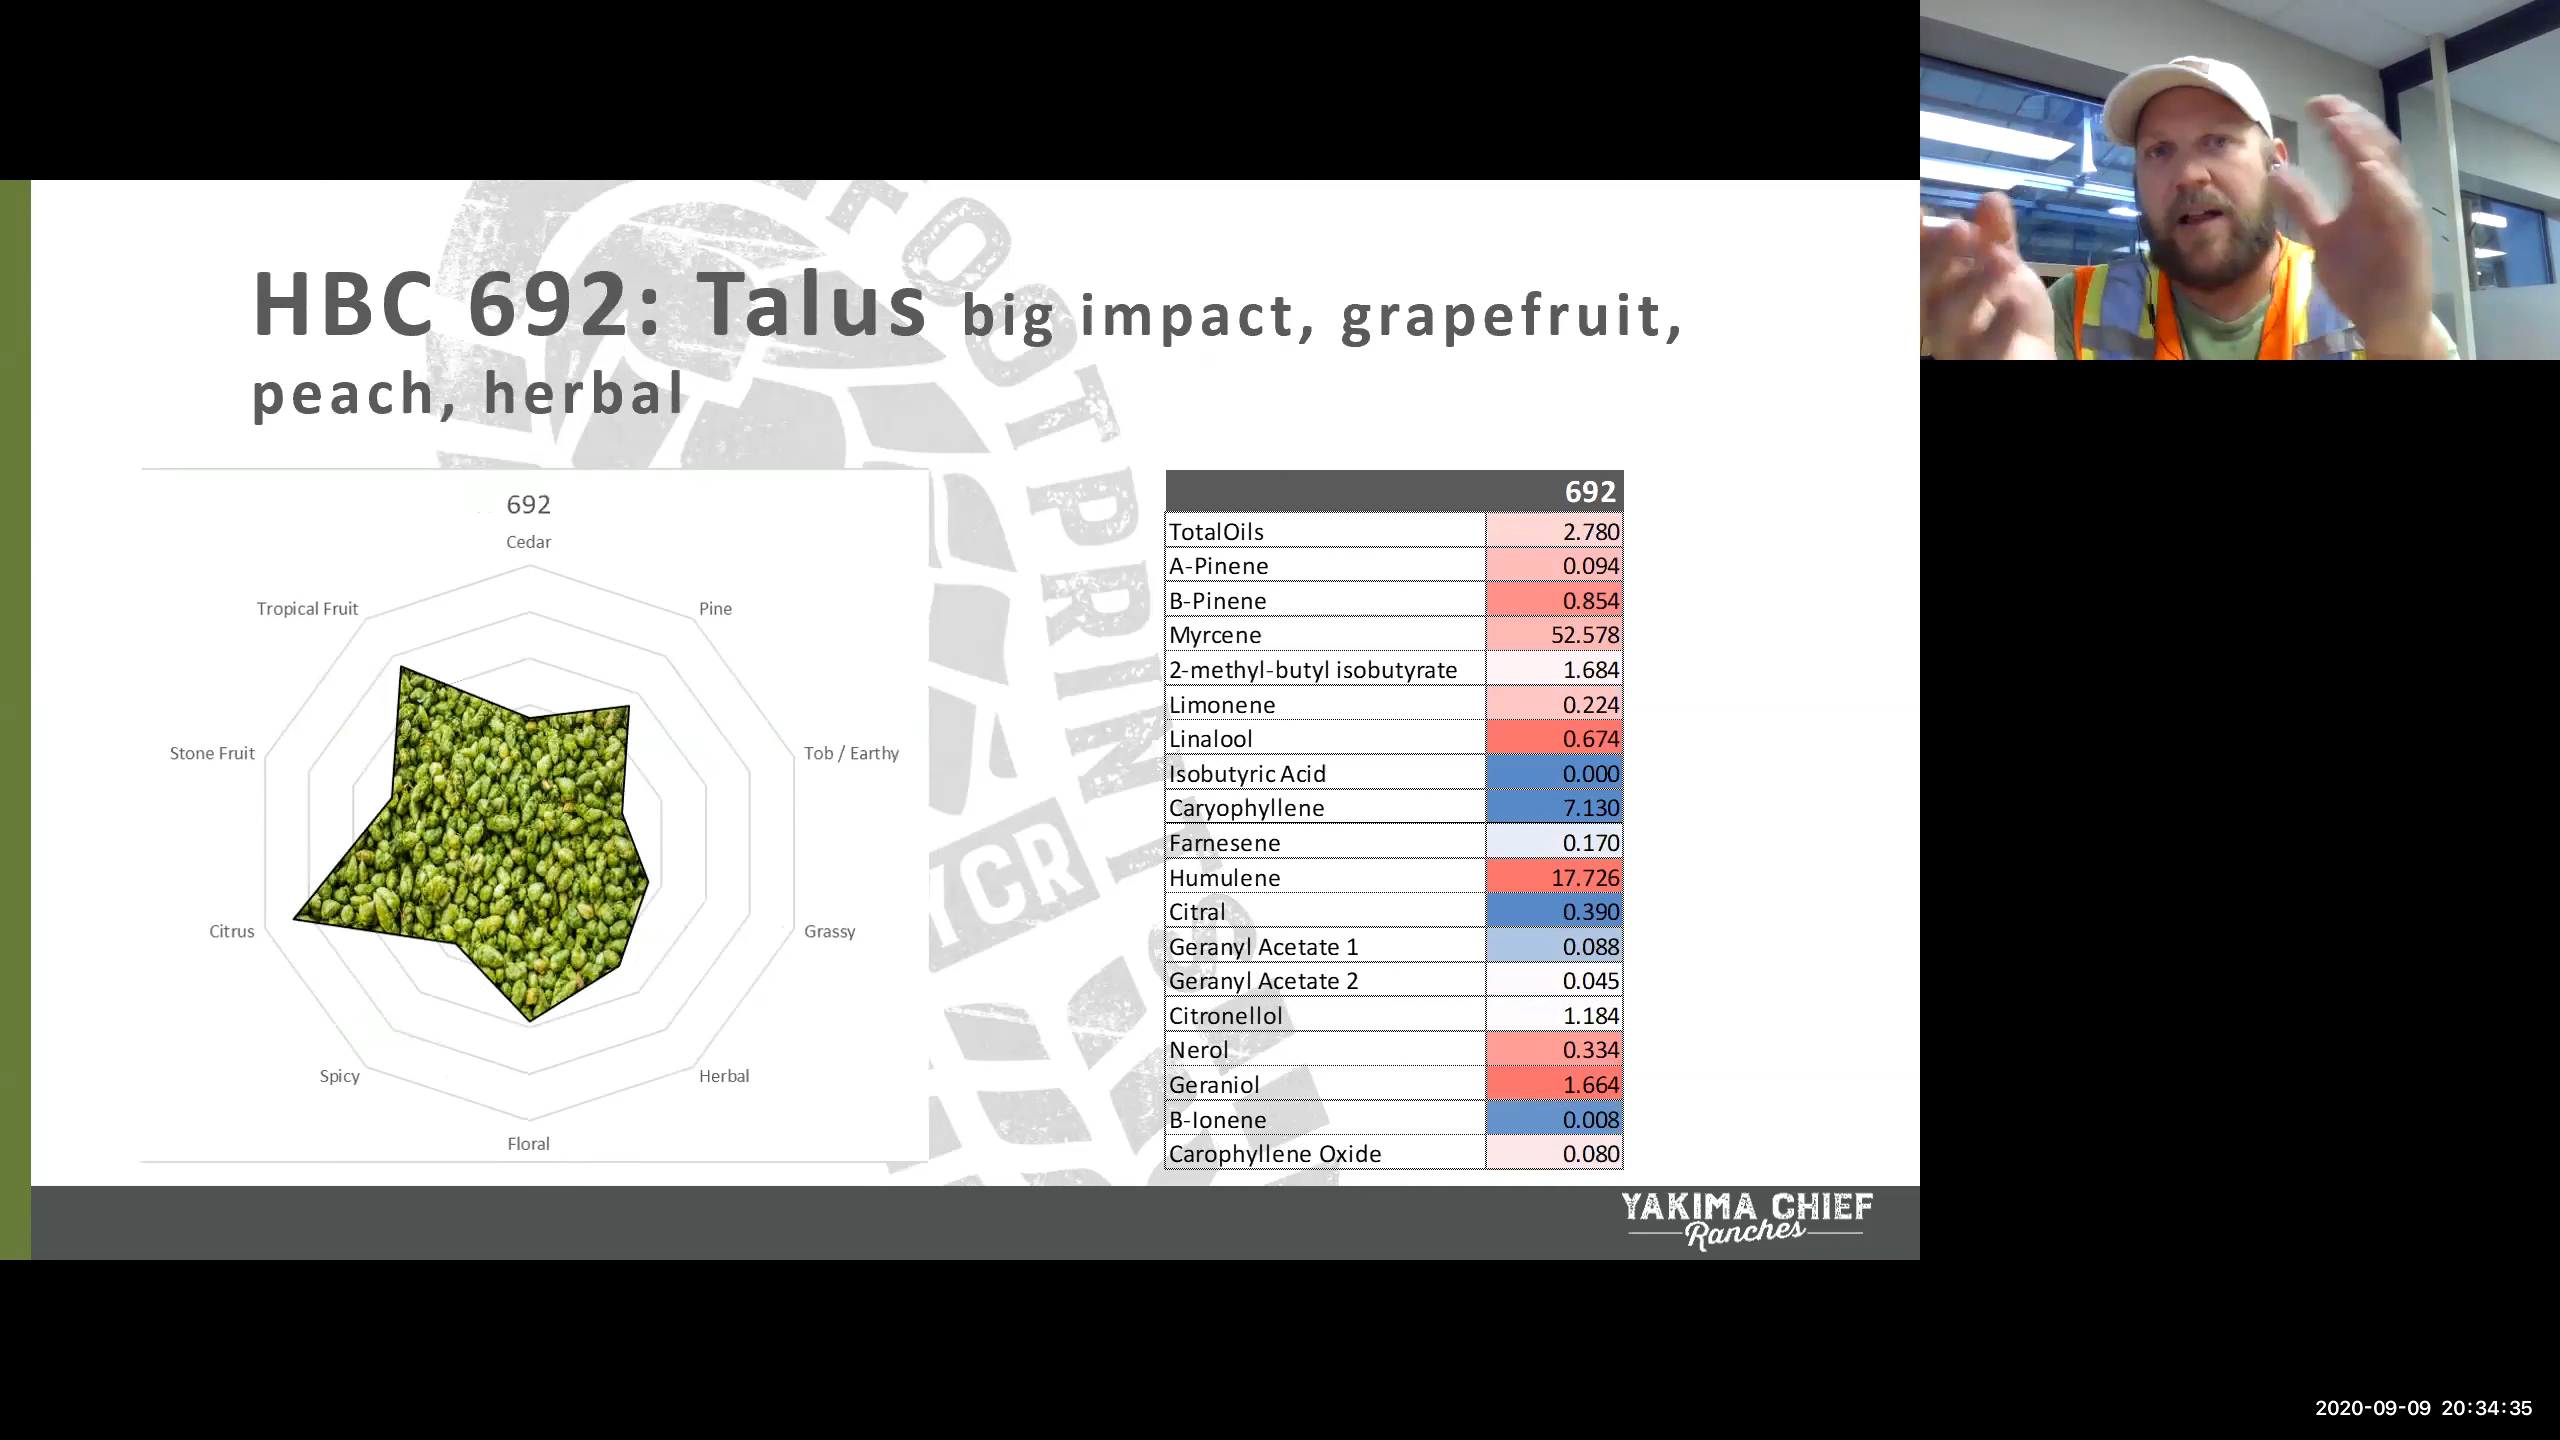 HBC 692: Talus big impact, grapefruit,
peach, herbal
692
Cedar
Pine
Tob / Earthy
Grassy
Herbal
Floral
Spicy
Citrus
Stone Fruit
Tropical Fruit
692
TotalOils 2.780
A-Pinene 0.094
B-Pinene 0.854
Myrcene 52.578
2-methyl-butyl isobutyrate 1.684
Limonene 0.224
Linalool 0.674
Isobutyric Acid 0.000
Caryophyllene 7.130
Farnesene 0.170
Humulene 17.726
Citral 0.390
Geranyl Acetate 1 0.088
Geranyl Acetate 2 0.045
Citronellol 1.184
Nerol 0.334
Geraniol 1.664
B-Ionene 0.008
Carophyllene Oxide 0.080
YCR
YAKIMA CHIEF
Ranches
2020-09-09 20:34:35